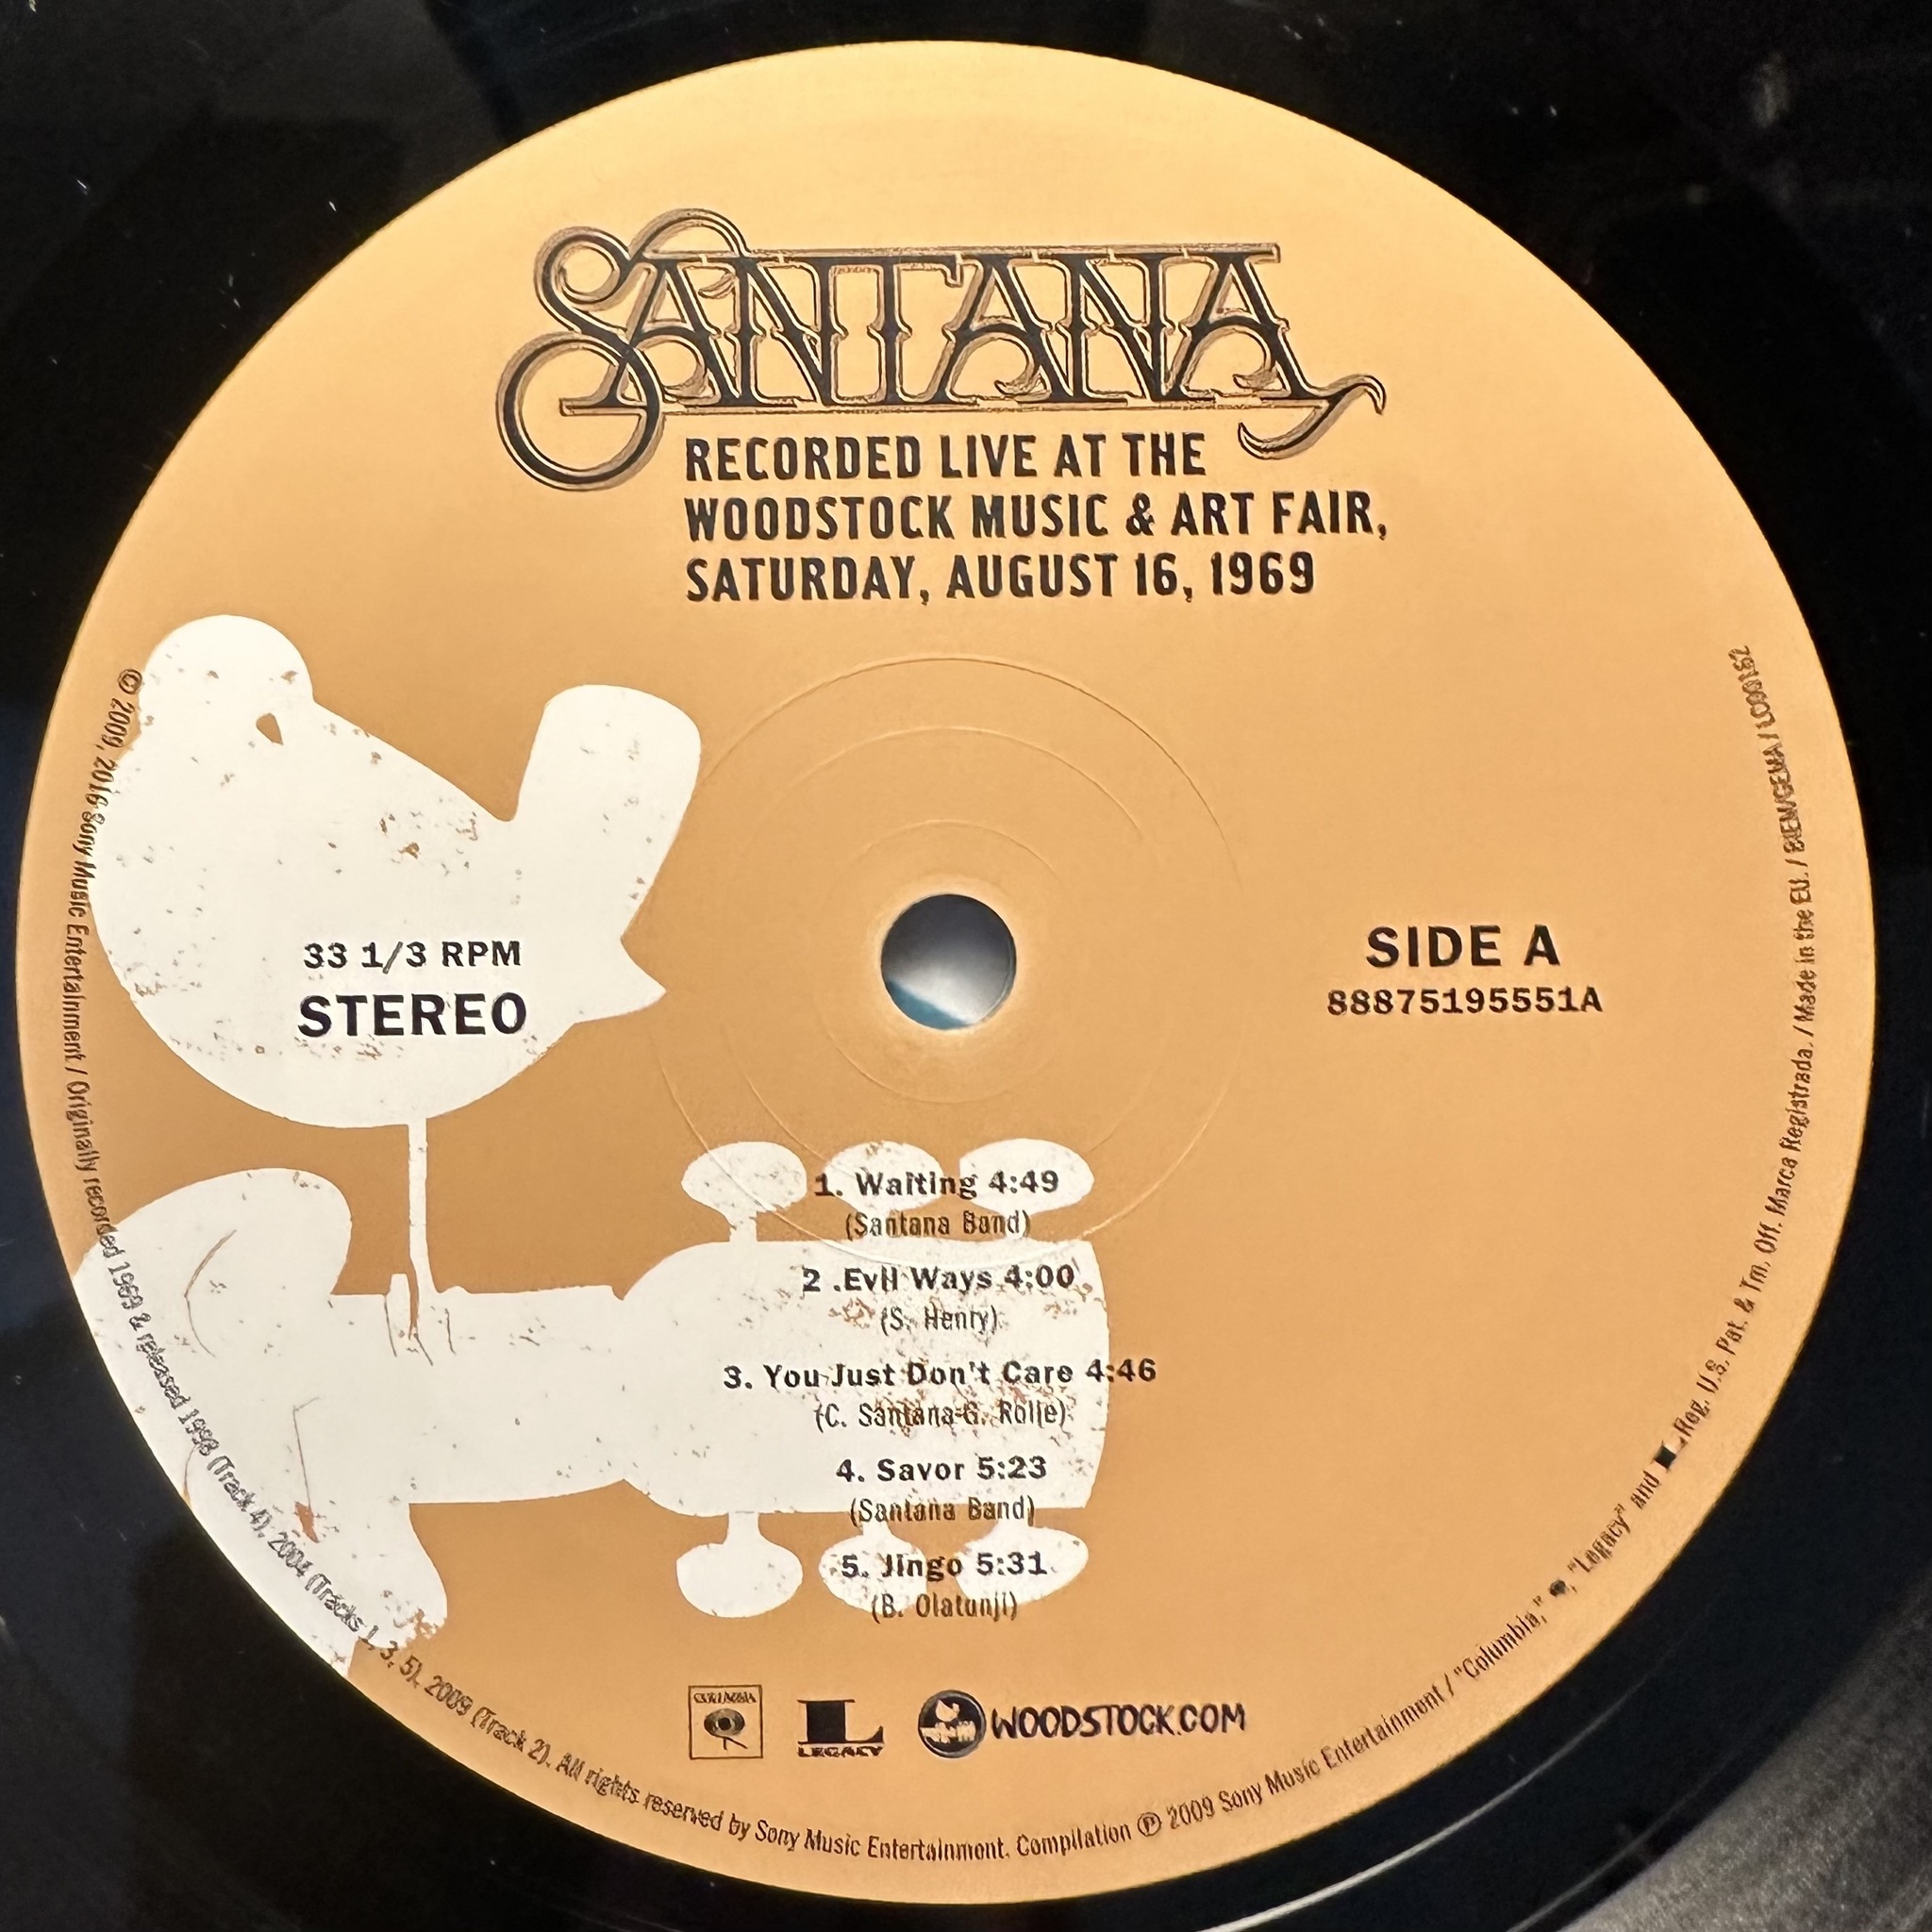 SANTANA
RECORDED LIVE AT THE
WOODSTOCK MUSIC & ART FAIR,
SATURDAY, AUGUST 16, 1969
33 1/3 RPM
STEREO
SIDE A
88875195551A
1. Waiting 4:49
(Santana Band)
2 .Evil Ways 4:00
(S. Henry)
3. You Just Don't Care 4:46
(C. Santana-G. Rolie)
4. Savor 5:23
(Santana Band)
5. Jingo 5:31
(B. Olatunji)
COLUMBIA
L
LEGACY
WOODSTOCK.COM
© 2009, 2016 Sony Music Entertainment / Originally recorded 1969 & released 1998 (Track 4), 2004 (Tracks 1, 3, 5), 2009 (Track 2). All rights reserved by Sony Music Entertainment. Compilation ℗ 2009 Sony Music Entertainment / "Columbia," "Legacy" and L Reg. U.S. Pat. & Tm. Off. Marca Registrada. / Made in the EU. / BIEM/GEMA / LC00162